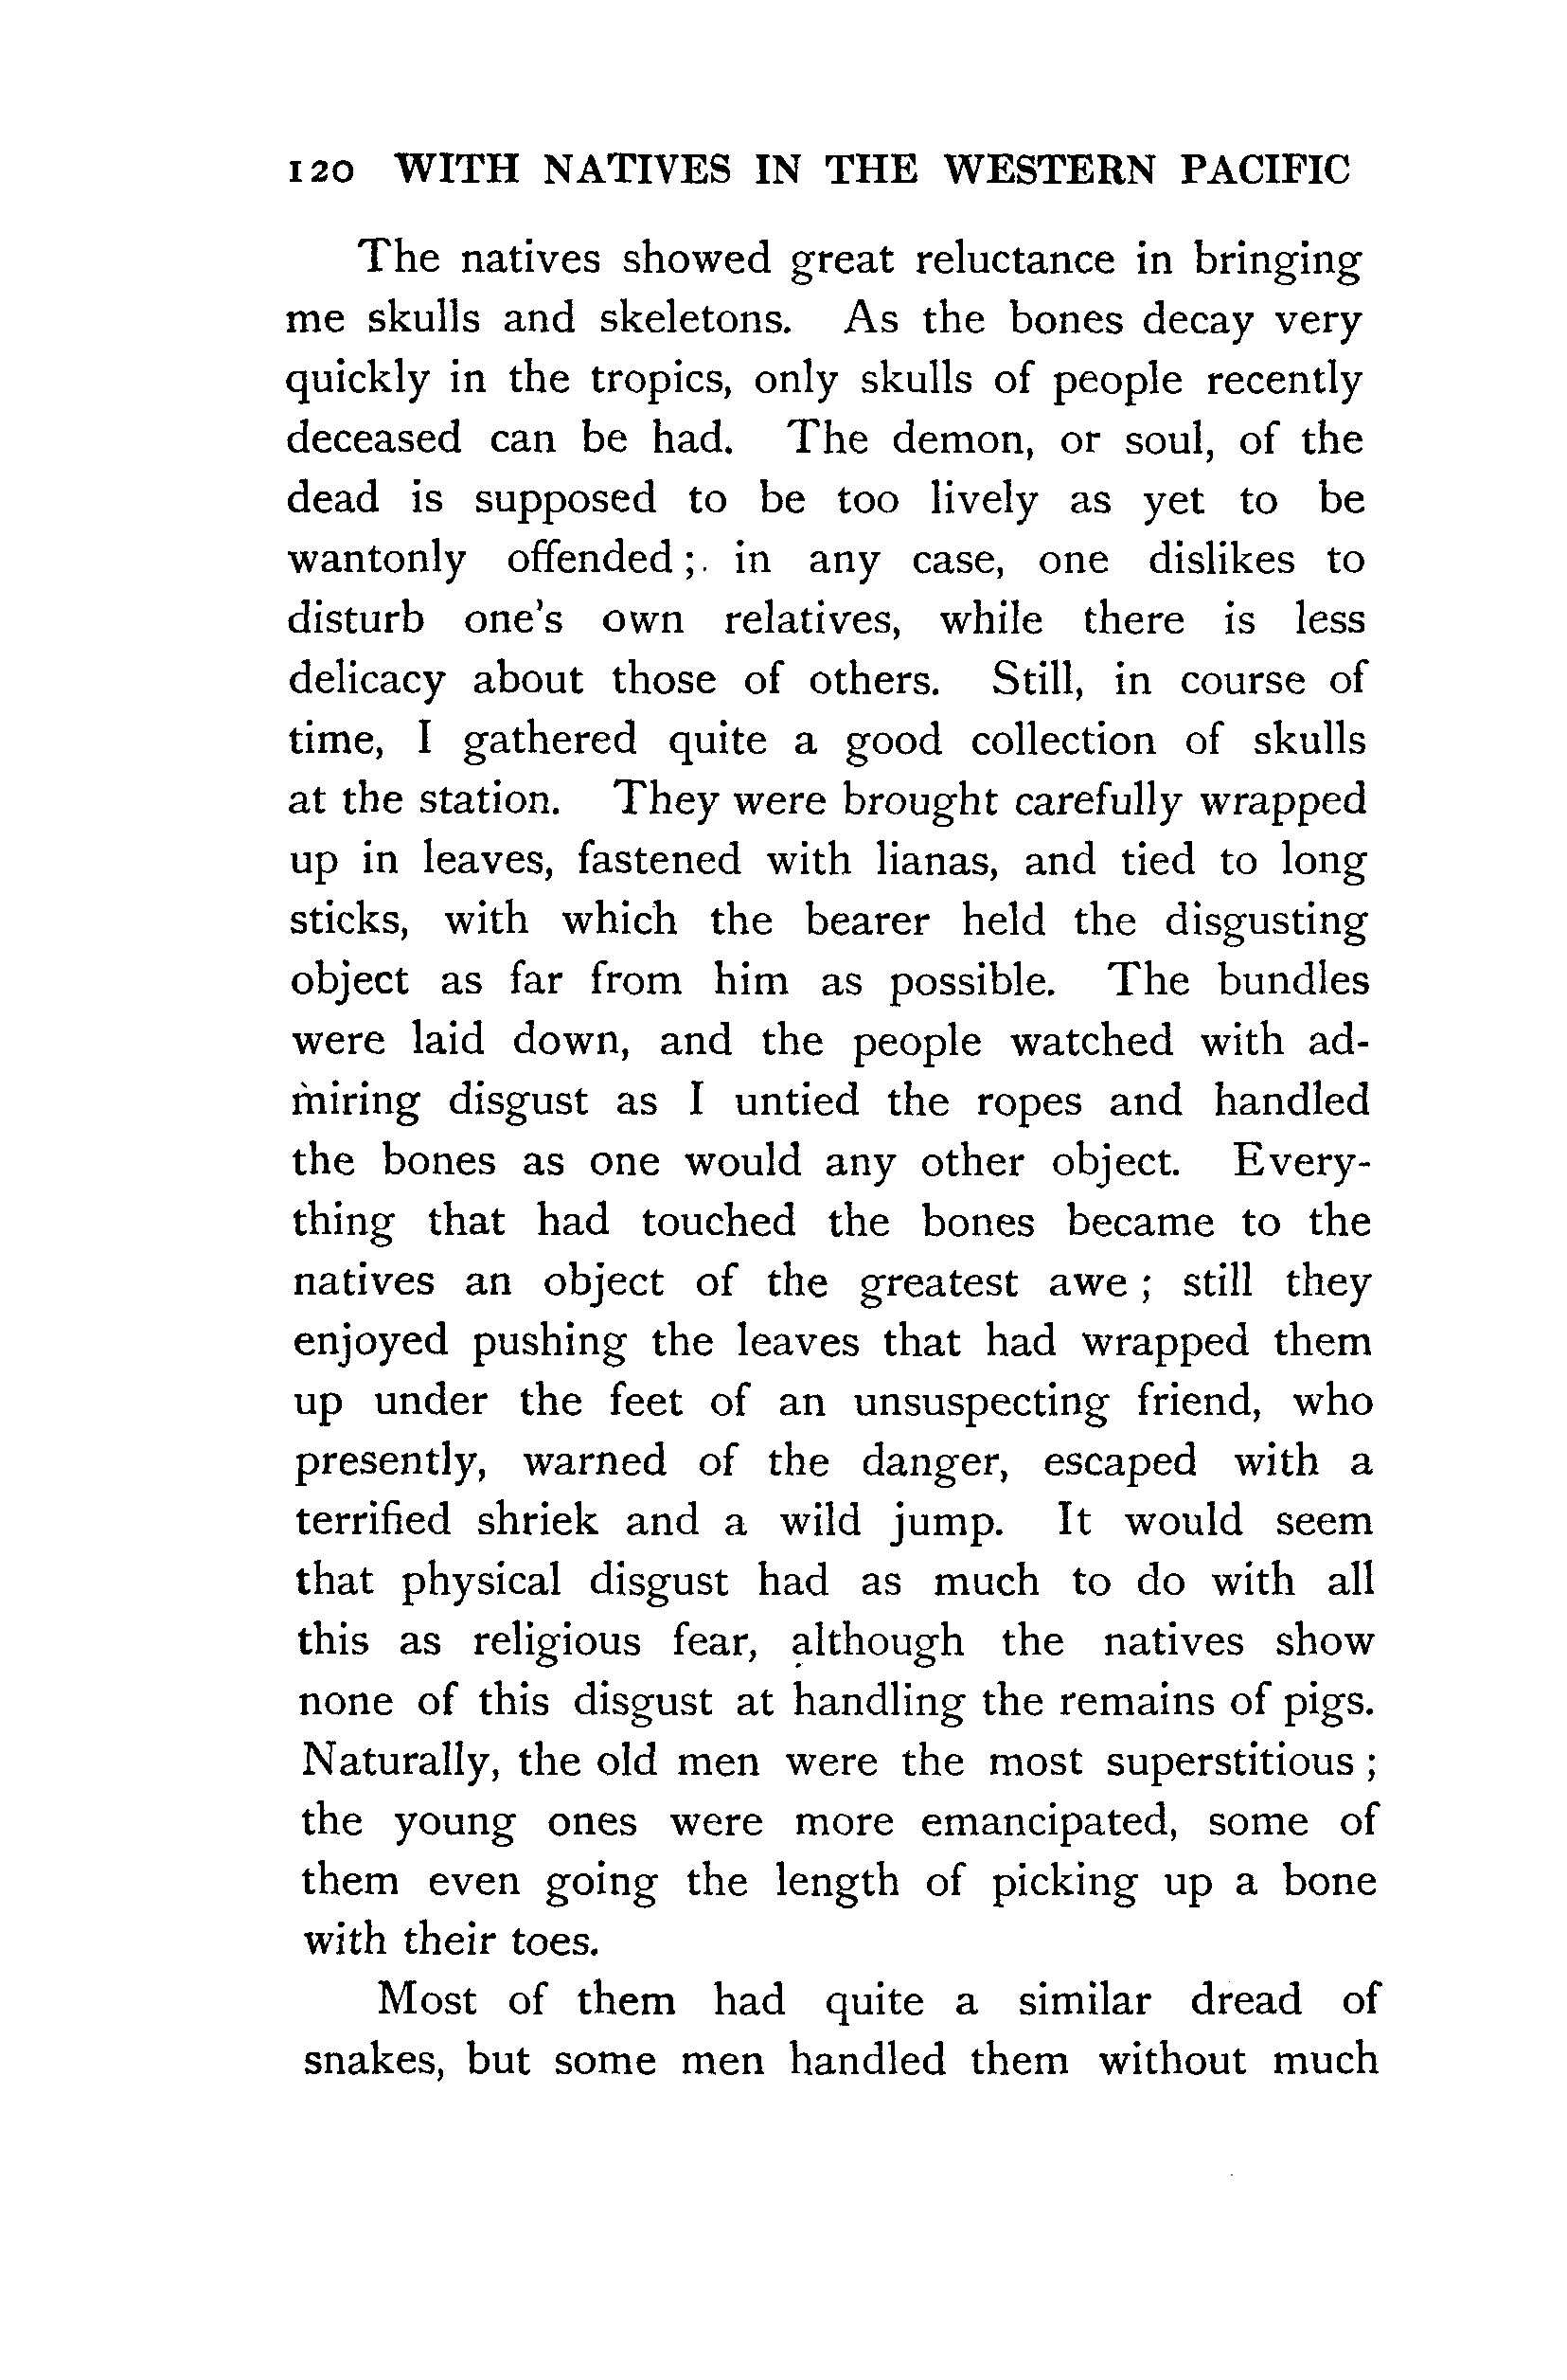 120 WITH NATIVES IN THE WESTERN PACIFIC
The natives showed great reluctance in bringing
me skulls and skeletons. As the bones decay very
quickly in the tropics, only skulls of people recently
deceased can be had. The demon, or soul, of the
dead is supposed to be too lively as yet to be
wantonly offended; in any case, one dislikes to
disturb one's own relatives, while there is less
delicacy about those of others. Still, in course of
time, I gathered quite a good collection of skulls
at the station. They were brought carefully wrapped
up in leaves, fastened with lianas, and tied to long
sticks, with which the bearer held the disgusting
object as far from him as possible. The bundles
were laid down, and the people watched with ad-
miring disgust as I untied the ropes and handled
the bones as one would any other object. Every-
thing that had touched the bones became to the
natives an object of the greatest awe; still they
enjoyed pushing the leaves that had wrapped them
up under the feet of an unsuspecting friend, who
presently, warned of the danger, escaped with a
terrified shriek and a wild jump. It would seem
that physical disgust had as much to do with all
this as religious fear, although the natives show
none of this disgust at handling the remains of pigs.
Naturally, the old men were the most superstitious;
the young ones were more emancipated, some of
them even going the length of picking up a bone
with their toes.
Most of them had quite a similar dread of
snakes, but some men handled them without much